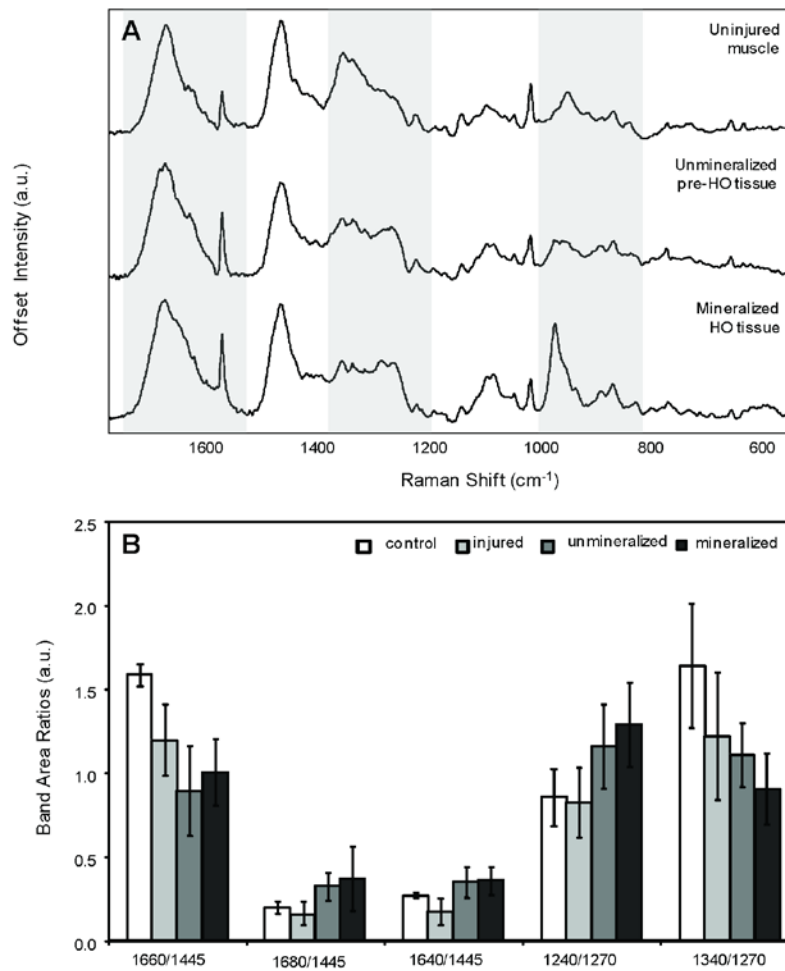 A
Uninjured
muscle
Unmineralized
pre-HO tissue
Mineralized
HO tissue
Offset Intensity (a.u.)
1600 1400 1200 1000 800 600
Raman Shift (cm⁻¹)
B
control injured unmineralized mineralized
Band Area Ratios (a.u.)
2.5
2.0
1.5
1.0
0.5
0.0
1660/1445 1680/1445 1640/1445 1240/1270 1340/1270